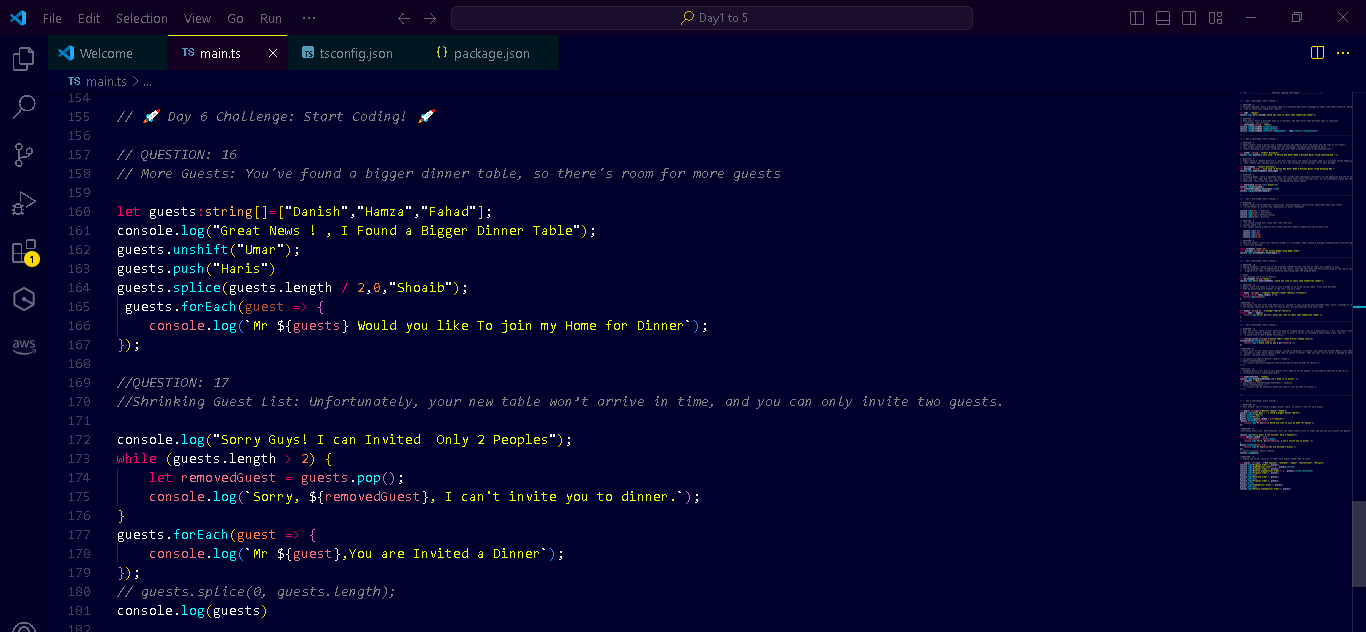 File Edit Selection View Go Run ··· ← → Day1 to 5
Welcome TS main.ts × tsconfig.json {} package.json ···
TS main.ts > ...
154
155 // 🚀 Day 6 Challenge: Start Coding! 🚀
156
157 // QUESTION: 16
158 // More Guests: You´ve found a bigger dinner table, so there´s room for more guests
159
160 let guests:string[]=["Danish","Hamza","Fahad"];
161 console.log("Great News ! , I Found a Bigger Dinner Table");
162 guests.unshift("Umar");
163 guests.push("Haris")
164 guests.splice(guests.length / 2,0,"Shoaib");
165 guests.forEach(guest => {
166 console.log(`Mr ${guests} Would you like To join my Home for Dinner`);
167 });
168
169 //QUESTION: 17
170 //Shrinking Guest List: Unfortunately, your new table won’t arrive in time, and you can only invite two guests.
171
172 console.log("Sorry Guys! I can Invited  Only 2 Peoples");
173 while (guests.length > 2) {
174 let removedGuest = guests.pop();
175 console.log(`Sorry, ${removedGuest}, I can't invite you to dinner.`);
176 }
177 guests.forEach(guest => {
178 console.log(`Mr ${guest},You are Invited a Dinner`);
179 });
180 // guests.splice(0, guests.length);
181 console.log(guests)
182
1
aws